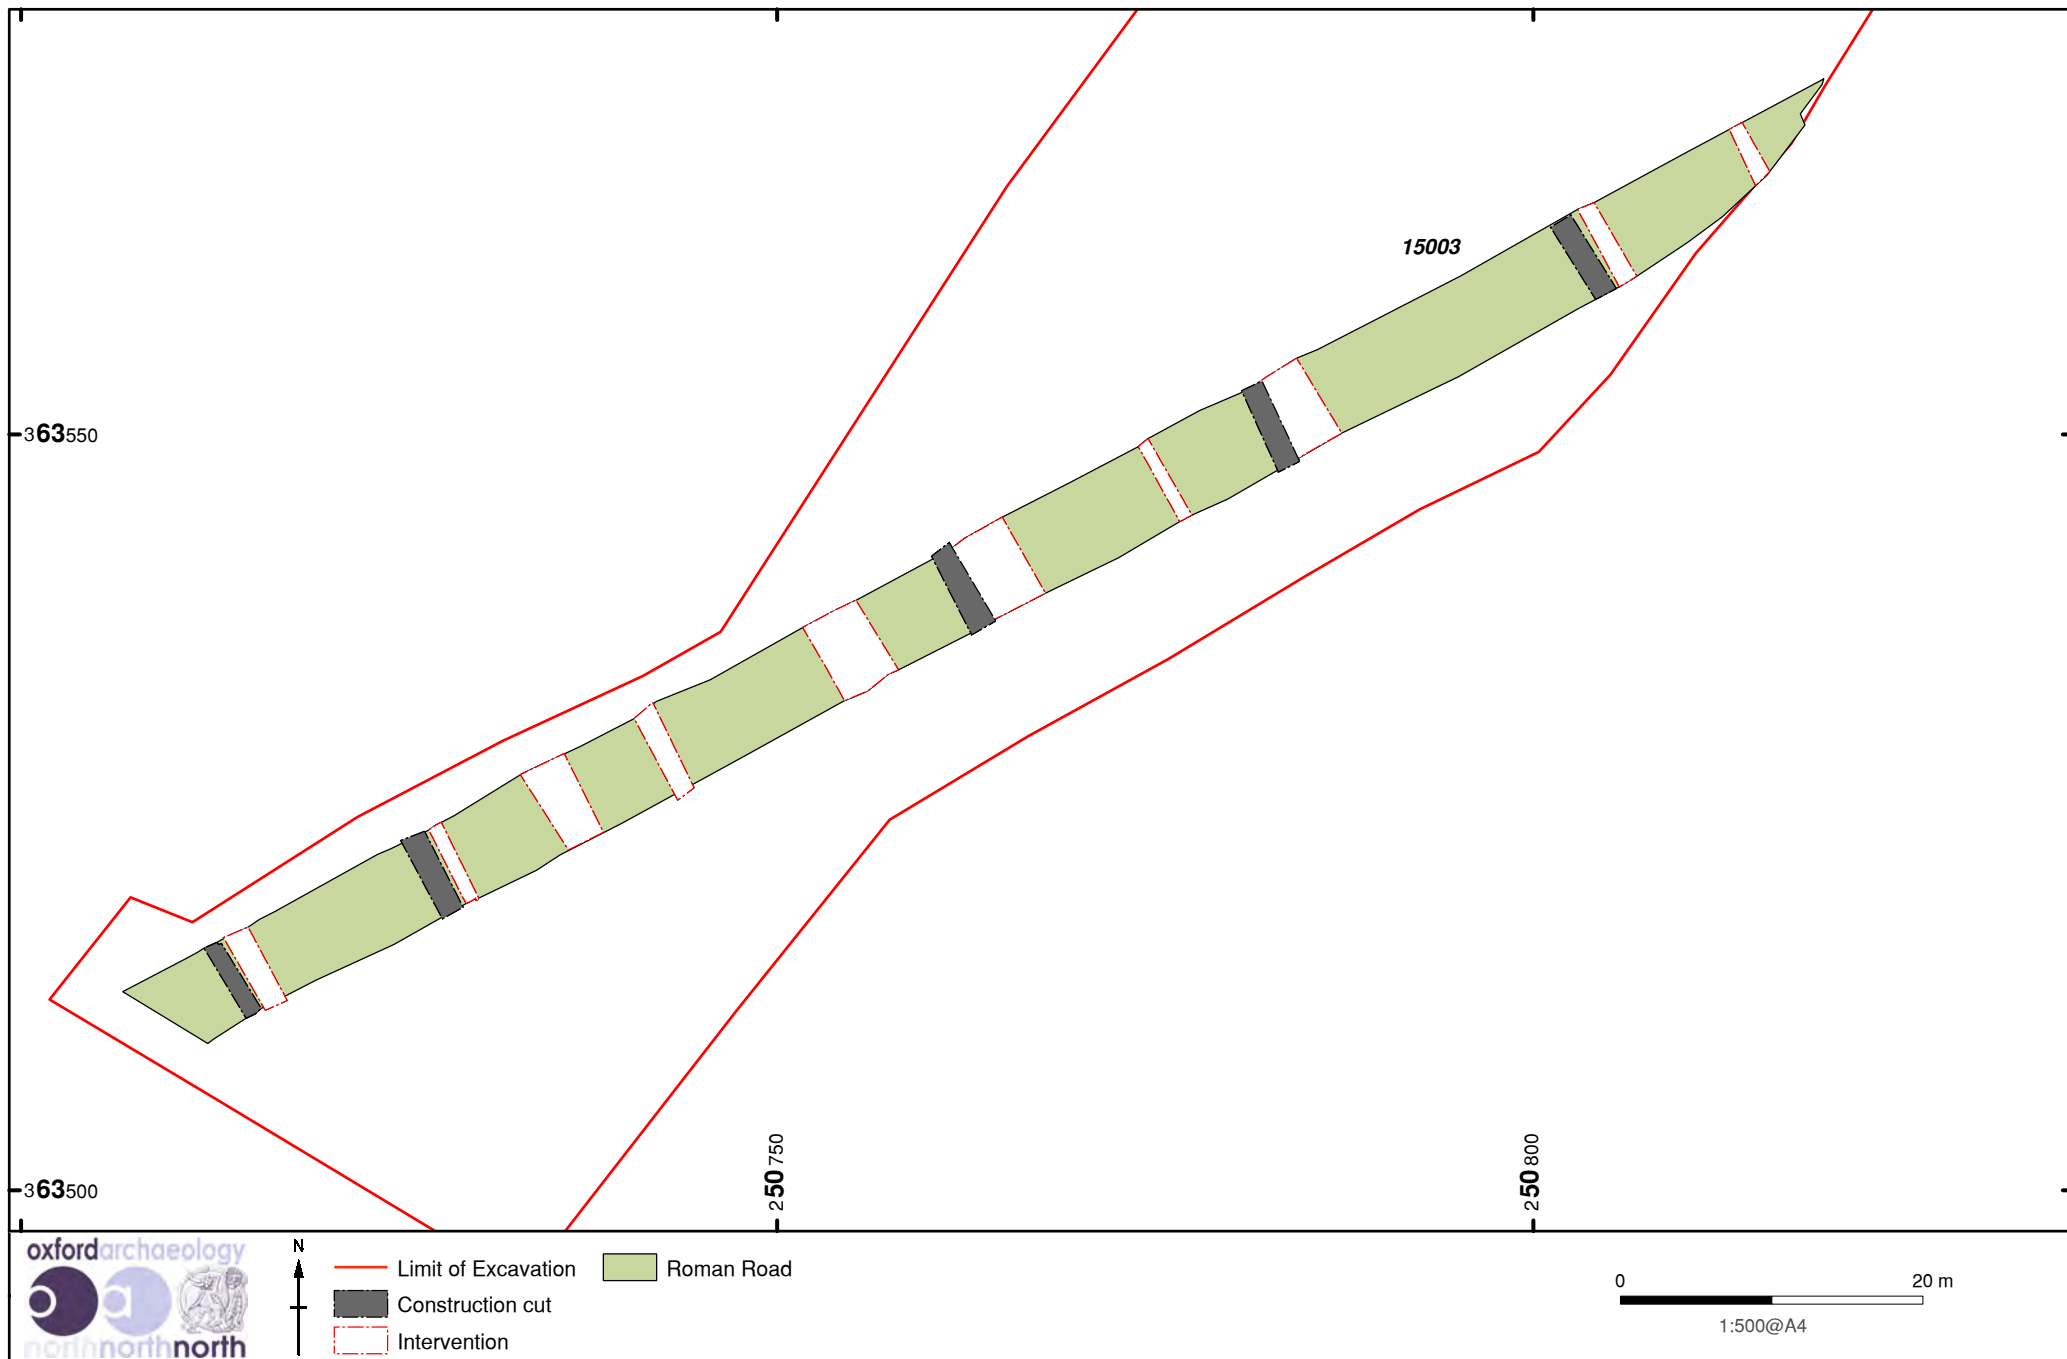 15003
363550
363500
250750
250800
oxfordarchaeology
northnorthnorth
N
Limit of Excavation
Roman Road
Construction cut
Intervention
0 20 m
1:500@A4